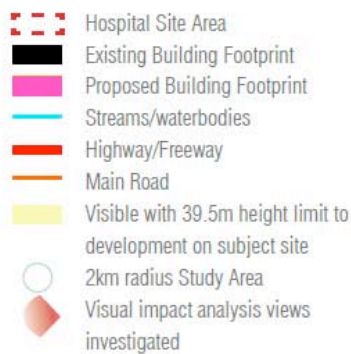 Hospital Site Area
Existing Building Footprint
Proposed Building Footprint
Streams/waterbodies
Highway/Freeway
Main Road
Visible with 39.5m height limit to
development on subject site
2km radius Study Area
Visual impact analysis views
investigated